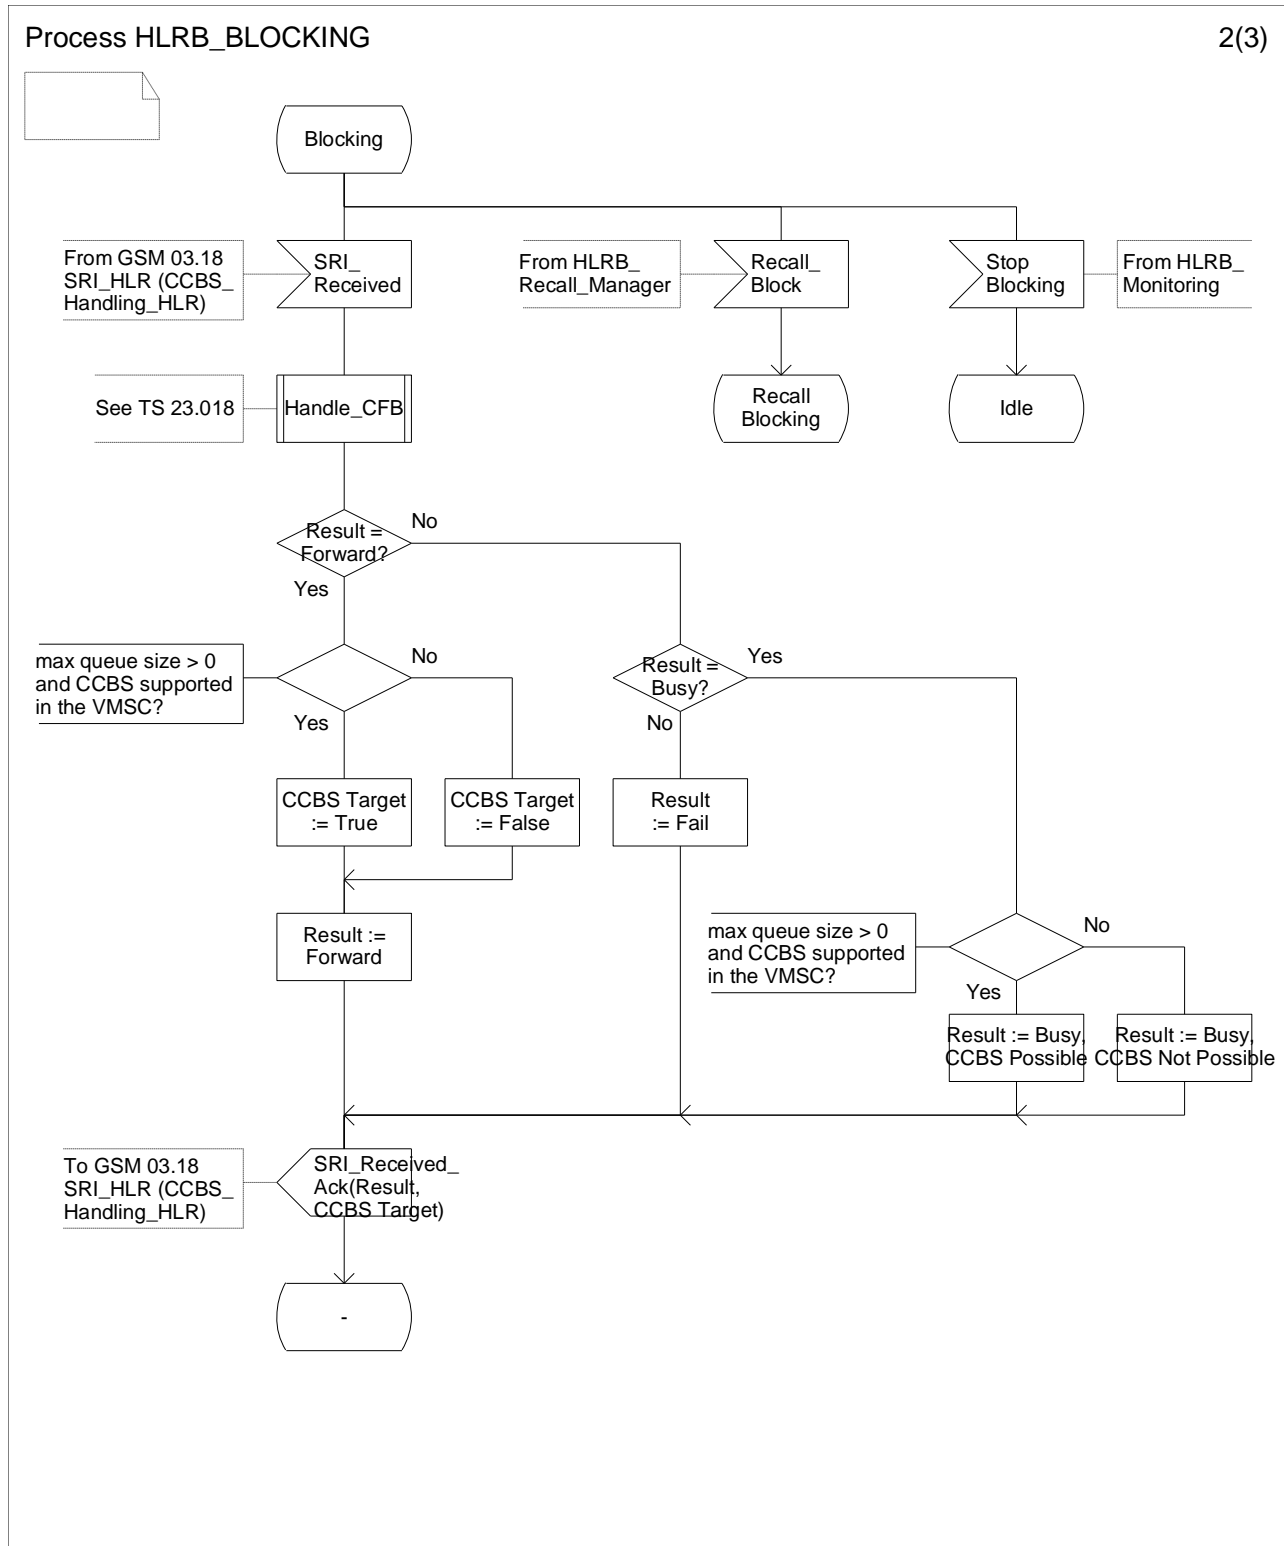 Process HLRB_BLOCKING
2(3)
Blocking
From GSM 03.18
SRI_HLR (CCBS_
Handling_HLR)
SRI_
Received
From HLRB_
Recall_Manager
Recall_
Block
Stop
Blocking
From HLRB_
Monitoring
See TS 23.018
Handle_CFB
Recall
Blocking
Idle
Result =
Forward?
No
Yes
max queue size > 0
and CCBS supported
in the VMSC?
No
Yes
Result =
Busy?
Yes
No
CCBS Target
:= True
CCBS Target
:= False
Result
:= Fail
Result :=
Forward
max queue size > 0
and CCBS supported
in the VMSC?
No
Yes
Result := Busy,
CCBS Possible
Result := Busy,
CCBS Not Possible
To GSM 03.18
SRI_HLR (CCBS_
Handling_HLR)
SRI_Received_
Ack(Result,
CCBS Target)
-